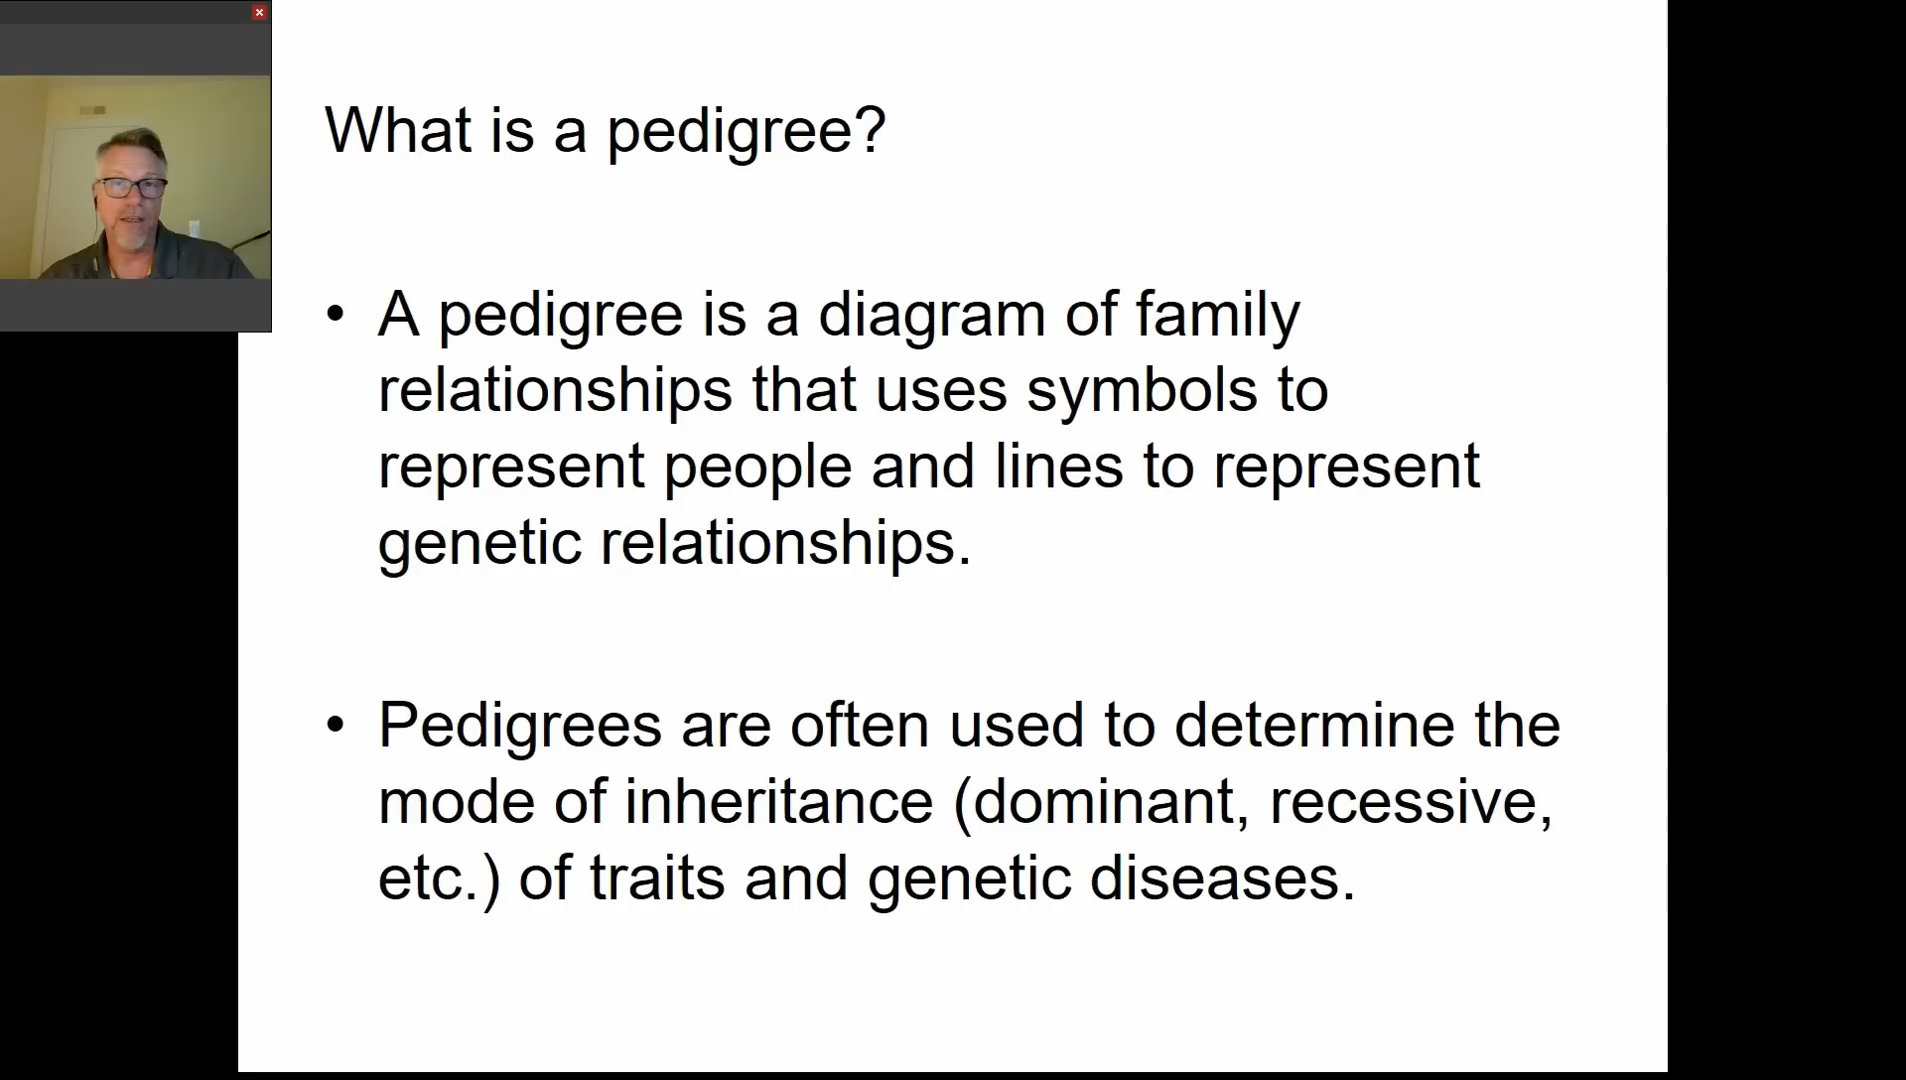 What is a pedigree?
• A pedigree is a diagram of family
relationships that uses symbols to
represent people and lines to represent
genetic relationships.
• Pedigrees are often used to determine the
mode of inheritance (dominant, recessive,
etc.) of traits and genetic diseases.